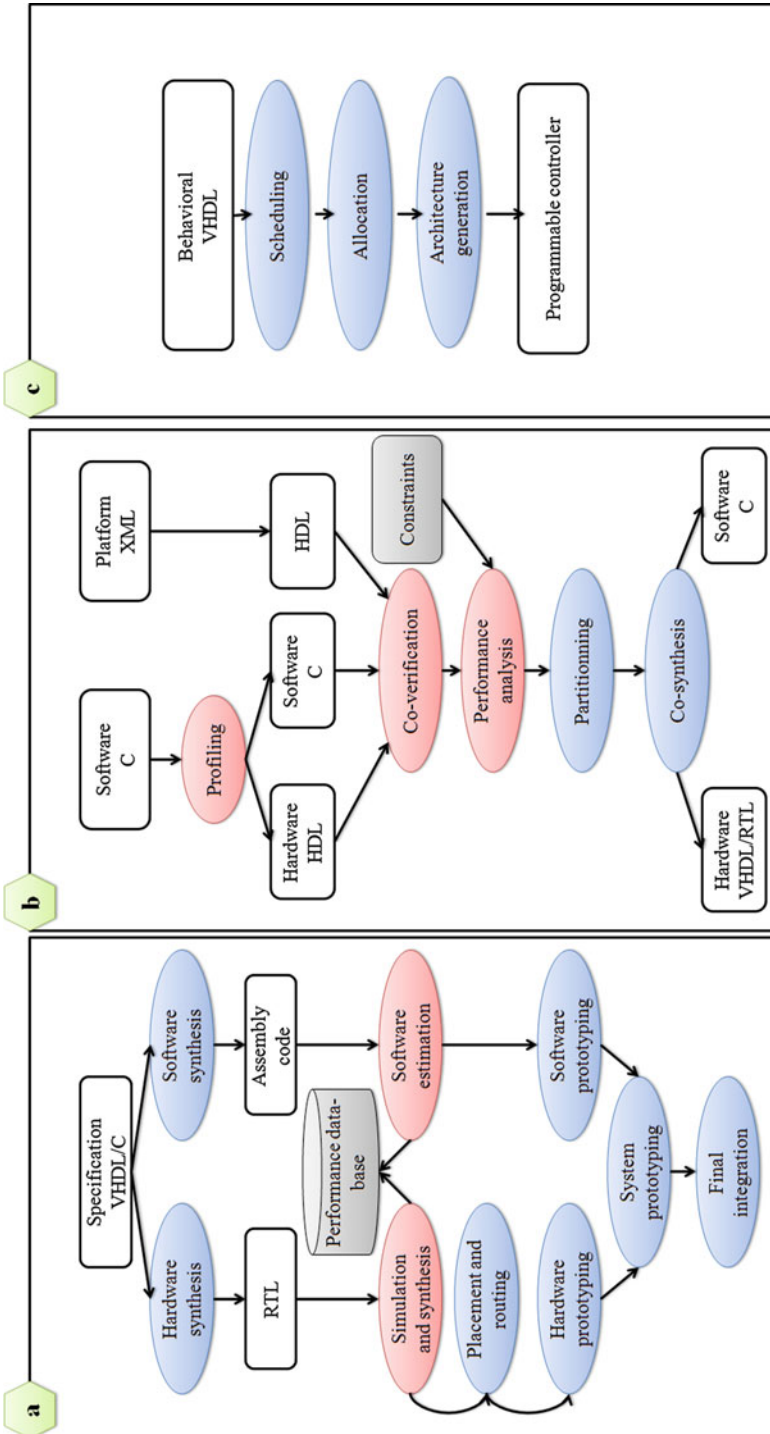 a
Specification
VHDL/C
Hardware
synthesis
Software
synthesis
RTL
Assembly
code
Performance data-
base
Simulation
and synthesis
Software
estimation
Placement and
routing
Hardware
prototyping
Software
prototyping
System
prototyping
Final
integration
b
Software
C
Platform
XML
Profiling
Hardware
HDL
Software
C
HDL
Co-verification
Constraints
Performance
analysis
Partitionning
Co-synthesis
Hardware
VHDL/RTL
Software
C
c
Behavioral
VHDL
Scheduling
Allocation
Architecture
generation
Programmable controller